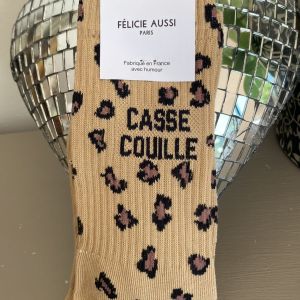 FÉLICIE AUSSI
PARIS
Fabriqué en France
avec humour
CASSE
COUILLE